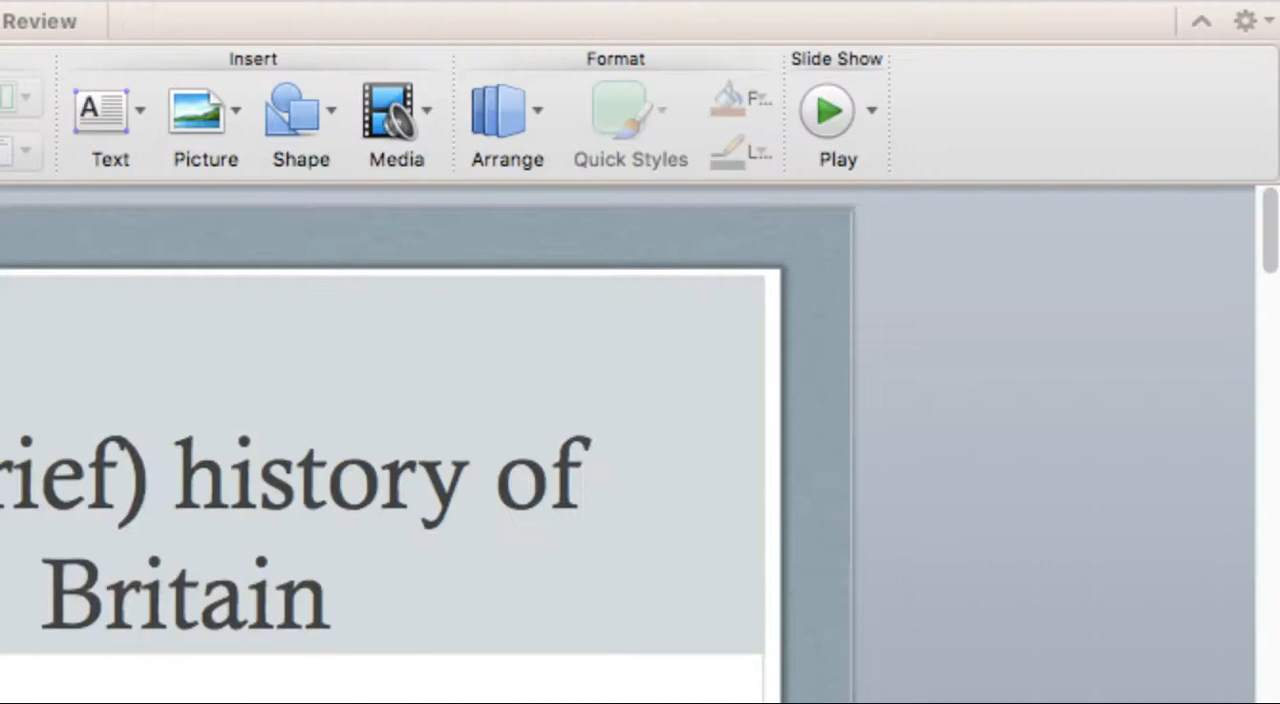 Review
Insert Format Slide Show
F...
L...
Text Picture Shape Media Arrange Quick Styles Play
rief) history of
Britain